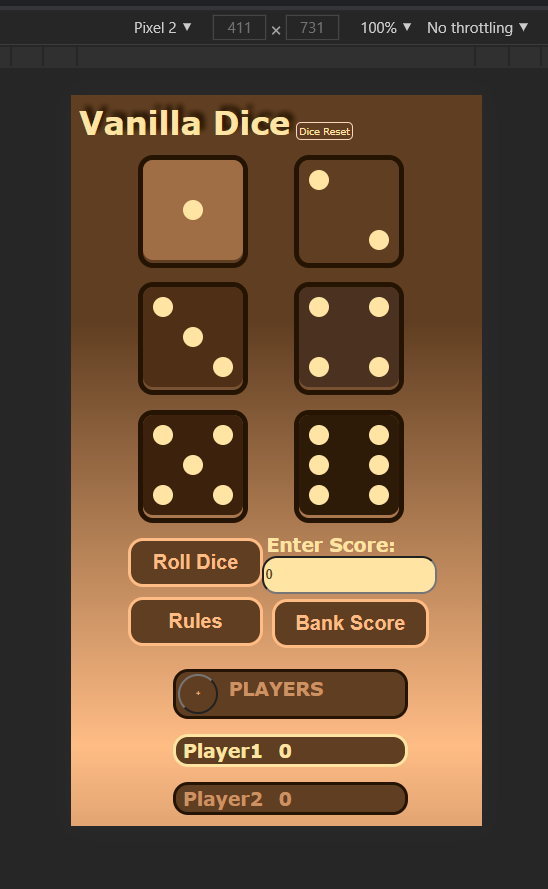 Pixel 2 ▼ 411 × 731 100% ▼ No throttling ▼
Vanilla Dice Dice Reset
Enter Score:
Roll Dice 0
Rules Bank Score
+ PLAYERS
Player1 0
Player2 0